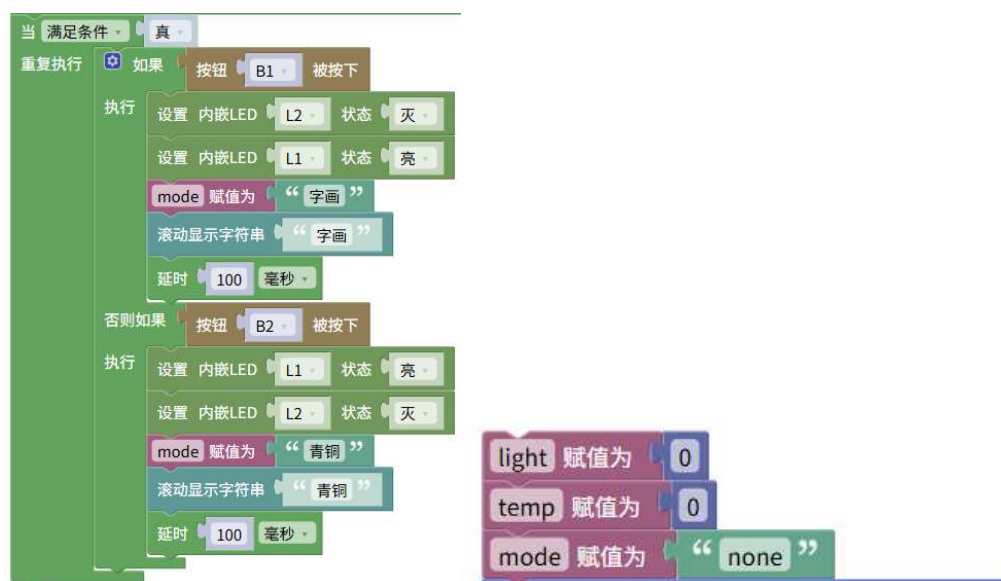 当 满足条件 真
重复执行 如果 按钮 B1 被按下
执行 设置 内嵌LED L2 状态 灭
设置 内嵌LED L1 状态 亮
mode 赋值为 “ 字画 ”
滚动显示字符串 “ 字画 ”
延时 100 毫秒
否则如果 按钮 B2 被按下
执行 设置 内嵌LED L1 状态 亮
设置 内嵌LED L2 状态 灭
mode 赋值为 “ 青铜 ”
滚动显示字符串 “ 青铜 ”
延时 100 毫秒
light 赋值为 0
temp 赋值为 0
mode 赋值为 “ none ”